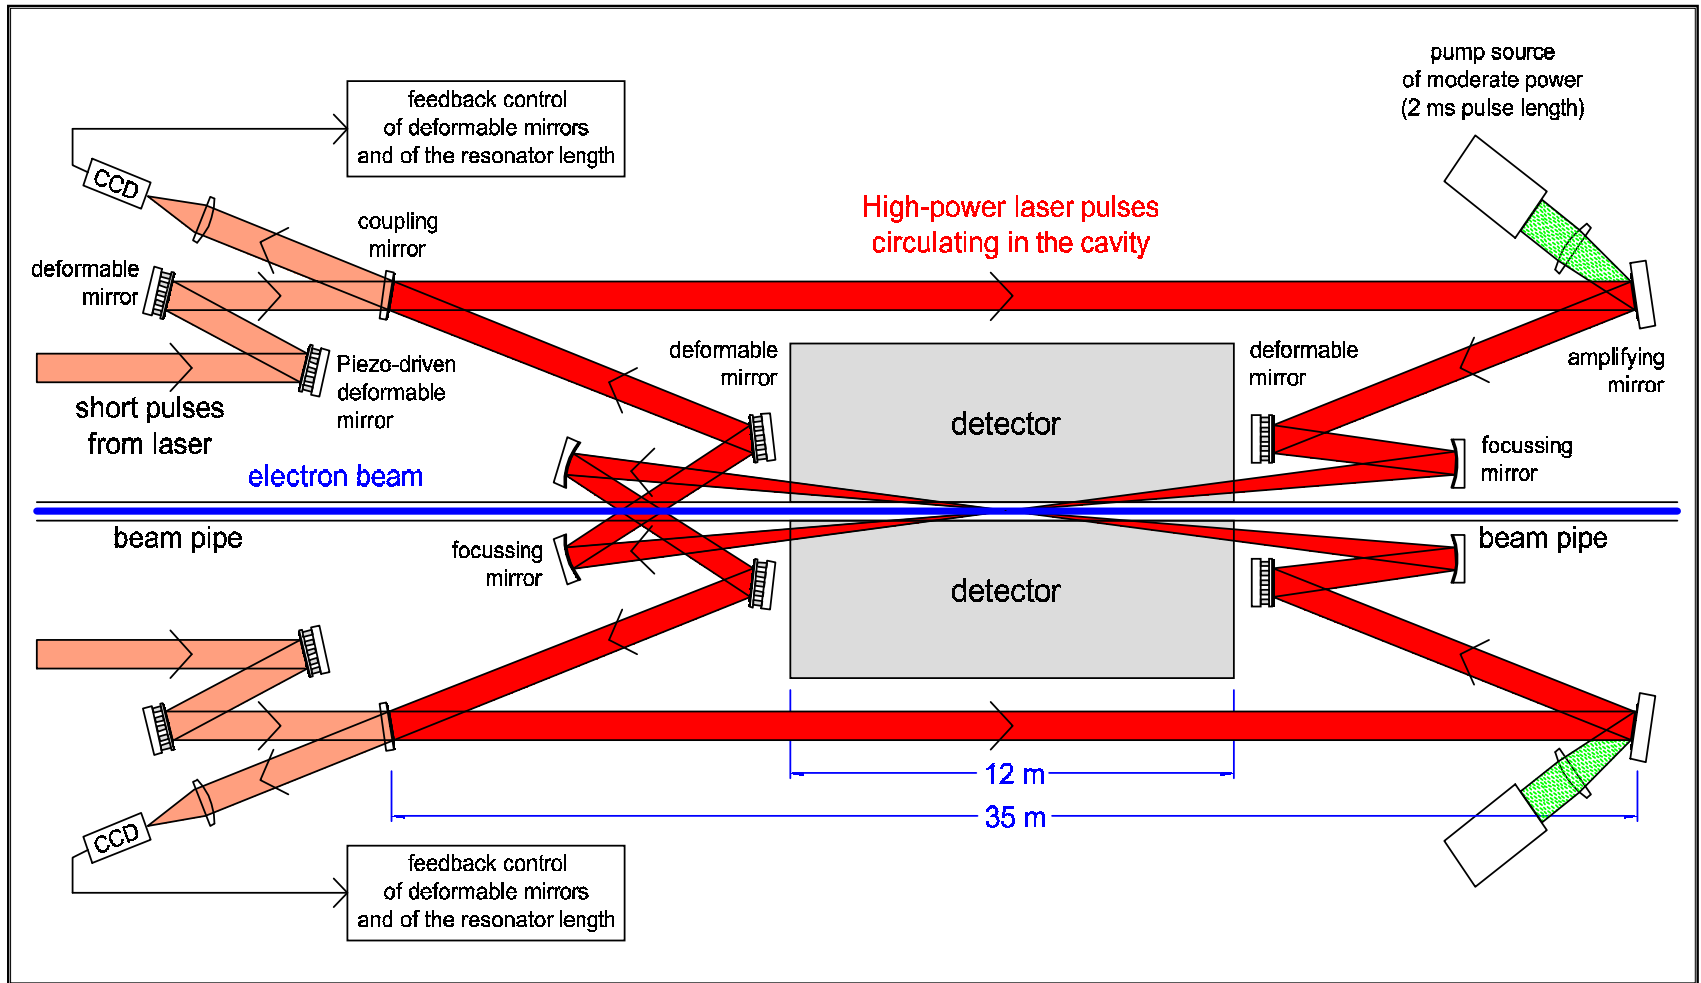 pump source
of moderate power
(2 ms pulse length)
feedback control
of deformable mirrors
and of the resonator length
CCD
coupling
mirror
High-power laser pulses
circulating in the cavity
deformable
mirror
Piezo-driven
deformable
mirror
short pulses
from laser
deformable
mirror
detector
deformable
mirror
amplifying
mirror
focussing
mirror
electron beam
beam pipe
focussing
mirror
beam pipe
detector
12 m
35 m
CCD
feedback control
of deformable mirrors
and of the resonator length